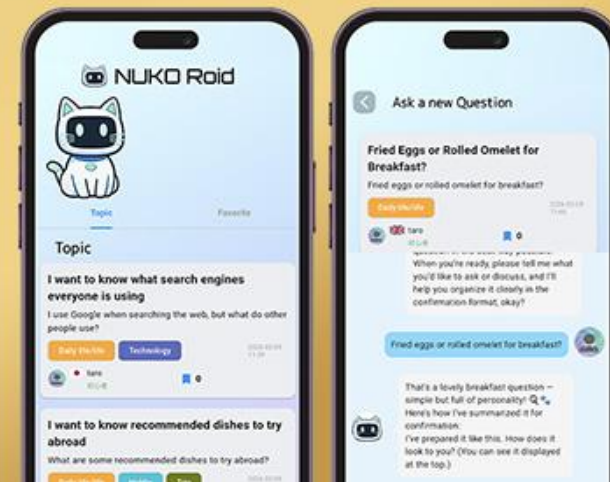 NUKO Roid
Topic
Favorite
Topic
I want to know what search engines
everyone is using
I use Google when searching the web, but what do other
people use?
Daily life/life
Technology
taro
0
I want to know recommended dishes to try
abroad
What are some recommended dishes to try abroad?
Ask a new Question
Fried Eggs or Rolled Omelet for
Breakfast?
Fried eggs or rolled omelet for breakfast?
Daily life/life
taro
0
When you're ready, please tell me what
you'd like to ask or discuss, and I'll
help you organize it clearly in the
confirmation format, okay?
Fried eggs or rolled omelet for breakfast?
That's a lovely breakfast question —
simple but full of personality! 🔍🐾
Here's how I've summarized it for
confirmation:
I've prepared it like this. How does it
look to you? (You can see it displayed
at the top.)